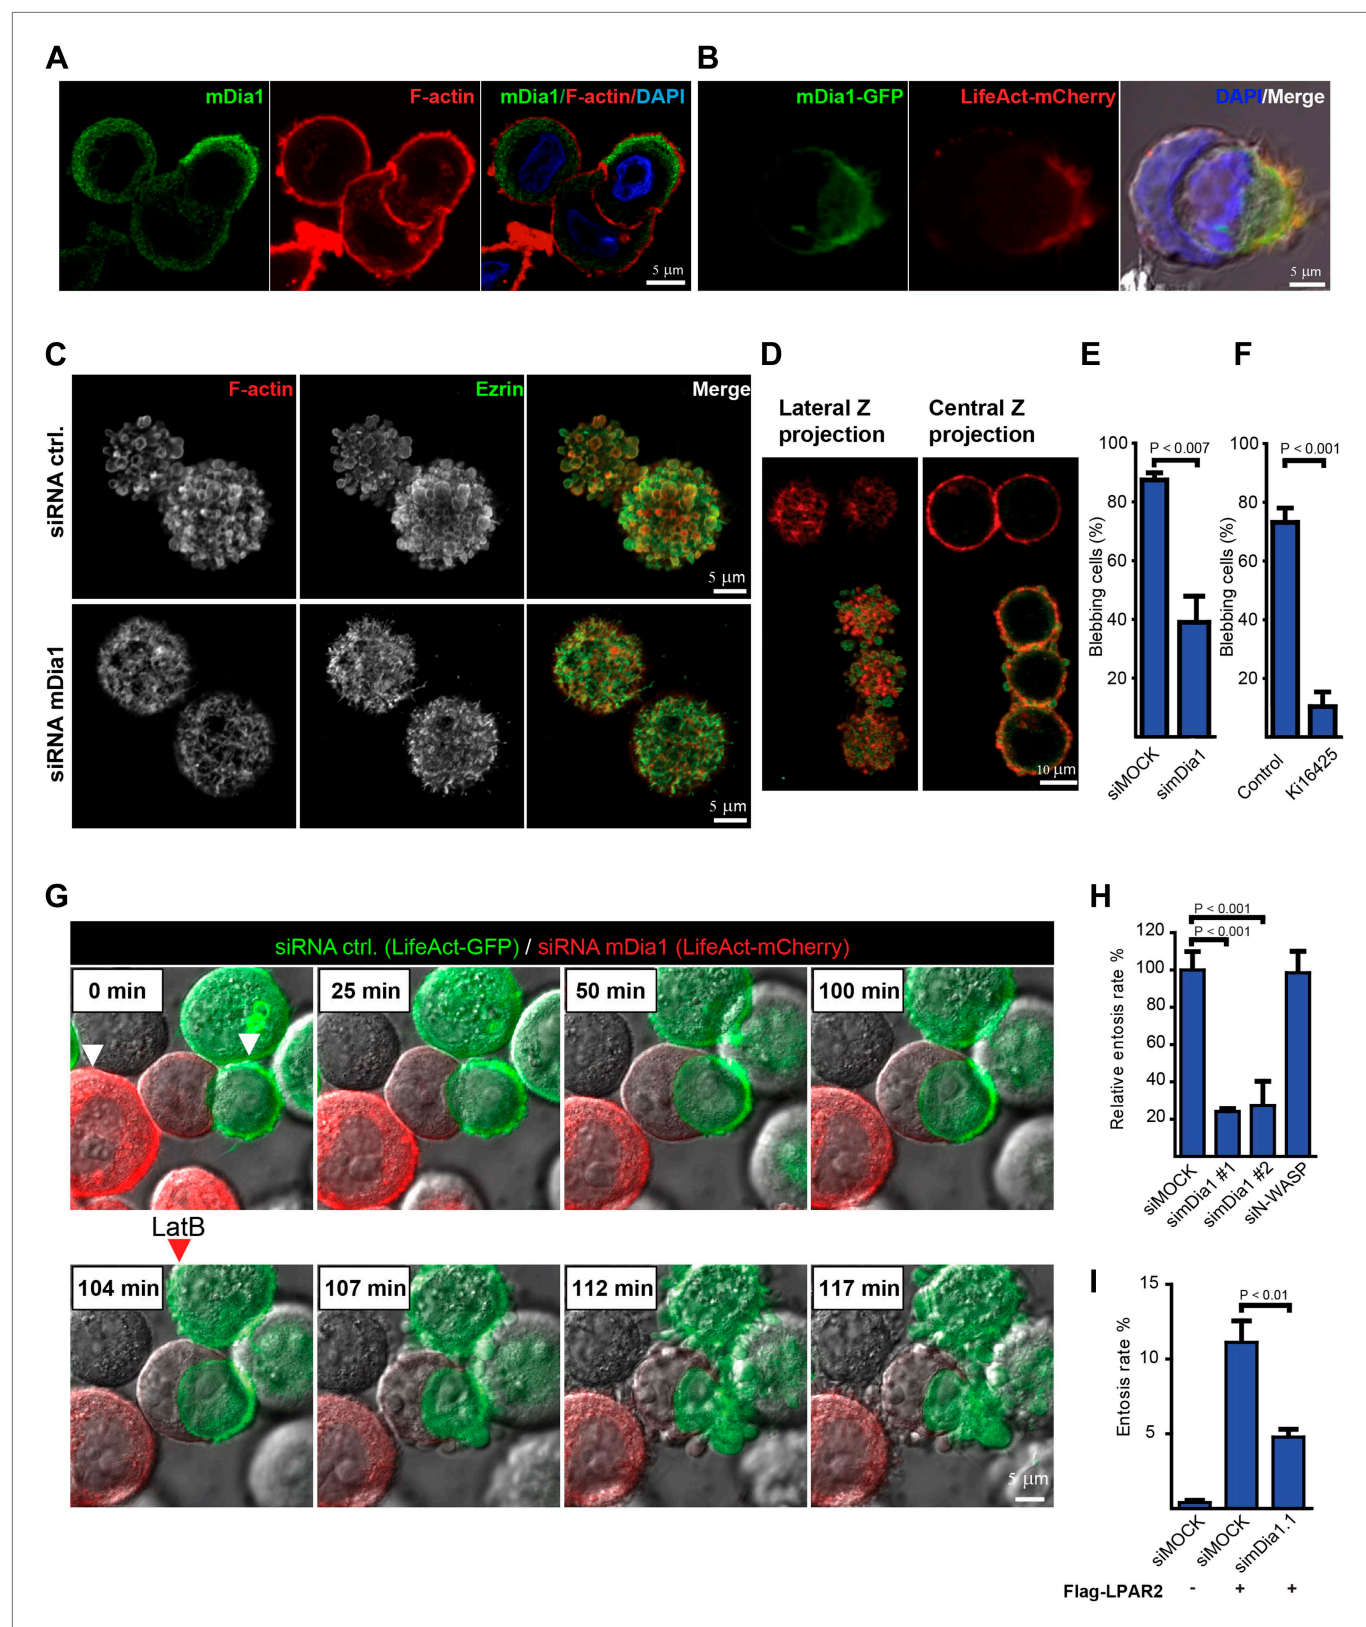 A
B
mDia1
F-actin
mDia1/F-actin/DAPI
5 μm
mDia1-GFP
LifeAct-mCherry
DAPI/Merge
5 μm
C
D
E
F
siRNA ctrl.
F-actin
Ezrin
Merge
5 μm
siRNA mDia1
5 μm
Lateral Z
projection
Central Z
projection
10 μm
Blebbing cells (%)
100
80
60
40
20
P < 0.007
siMOCK
simDia1
Blebbing cells (%)
100
80
60
40
20
P < 0.001
Control
Ki16425
G
siRNA ctrl. (LifeAct-GFP) / siRNA mDia1 (LifeAct-mCherry)
0 min
25 min
50 min
100 min
LatB
104 min
107 min
112 min
117 min
5 μm
H
P < 0.001
P < 0.001
Relative entosis rate %
120
100
80
60
40
20
siMOCK
simDia1 #1
simDia1 #2
siN-WASP
I
Entosis rate %
15
10
5
P < 0.01
siMOCK
siMOCK
simDia1.1
Flag-LPAR2 - + +